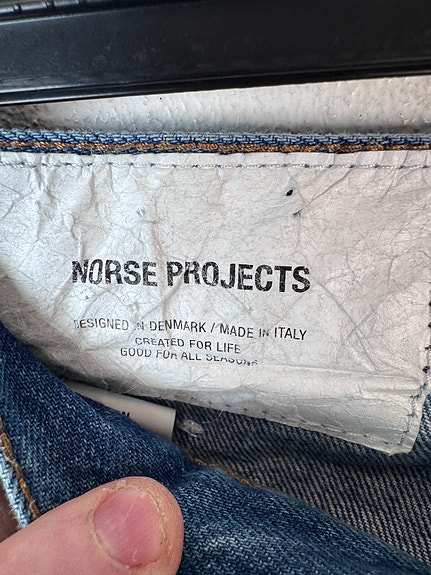 NORSE PROJECTS
DESIGNED IN DENMARK / MADE IN ITALY
CREATED FOR LIFE
GOOD FOR ALL SEASONS